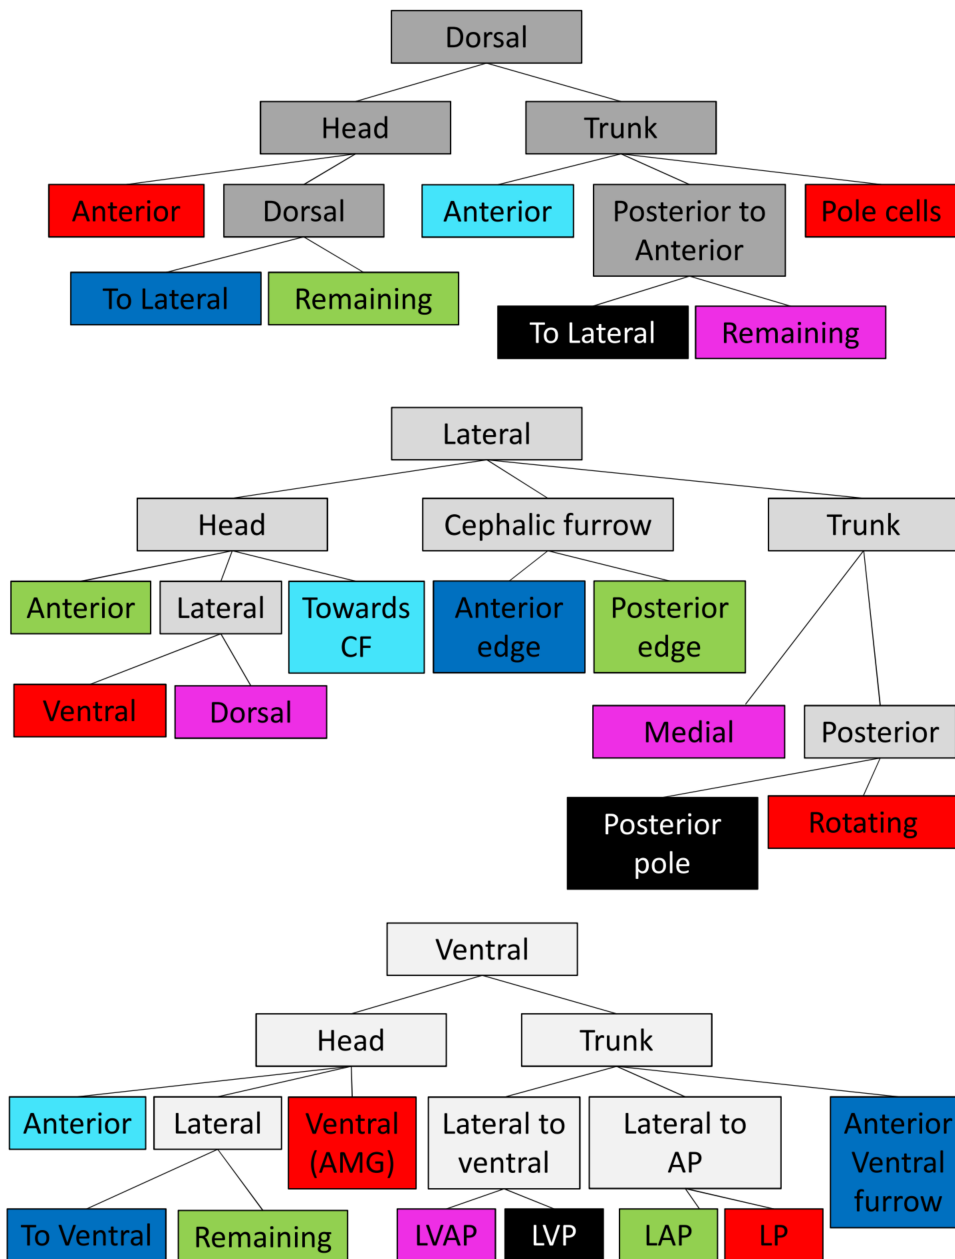 Dorsal
Head
Trunk
Anterior
Dorsal
Anterior
Posterior to
Anterior
Pole cells
To Lateral
Remaining
To Lateral
Remaining
Lateral
Head
Cephalic furrow
Trunk
Anterior
Lateral
Towards
CF
Anterior
edge
Posterior
edge
Ventral
Dorsal
Medial
Posterior
Posterior
pole
Rotating
Ventral
Head
Trunk
Anterior
Lateral
Ventral
(AMG)
Lateral to
ventral
Lateral to
AP
Anterior
Ventral
furrow
To Ventral
Remaining
LVAP
LVP
LAP
LP